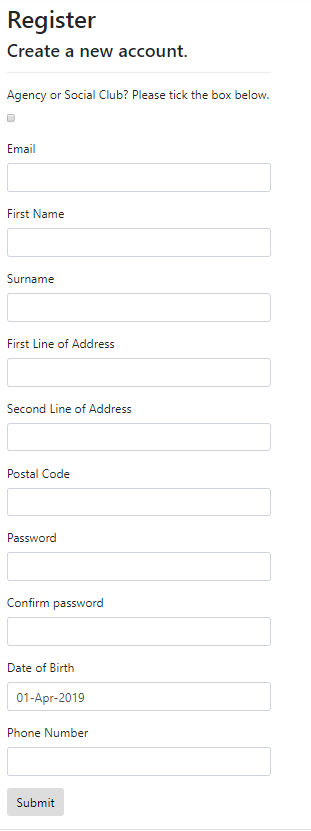 Register
Create a new account.
Agency or Social Club? Please tick the box below.
Email
First Name
Surname
First Line of Address
Second Line of Address
Postal Code
Password
Confirm password
Date of Birth
01-Apr-2019
Phone Number
Submit